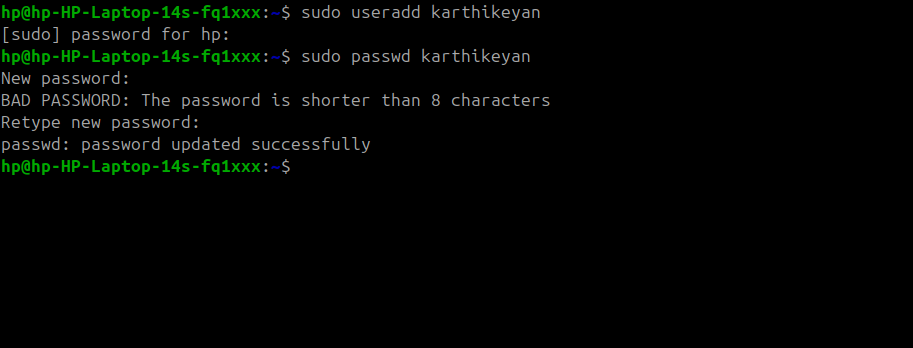 hp@hp-HP-Laptop-14s-fq1xxx:~$ sudo useradd karthikeyan
[sudo] password for hp:
hp@hp-HP-Laptop-14s-fq1xxx:~$ sudo passwd karthikeyan
New password:
BAD PASSWORD: The password is shorter than 8 characters
Retype new password:
passwd: password updated successfully
hp@hp-HP-Laptop-14s-fq1xxx:~$